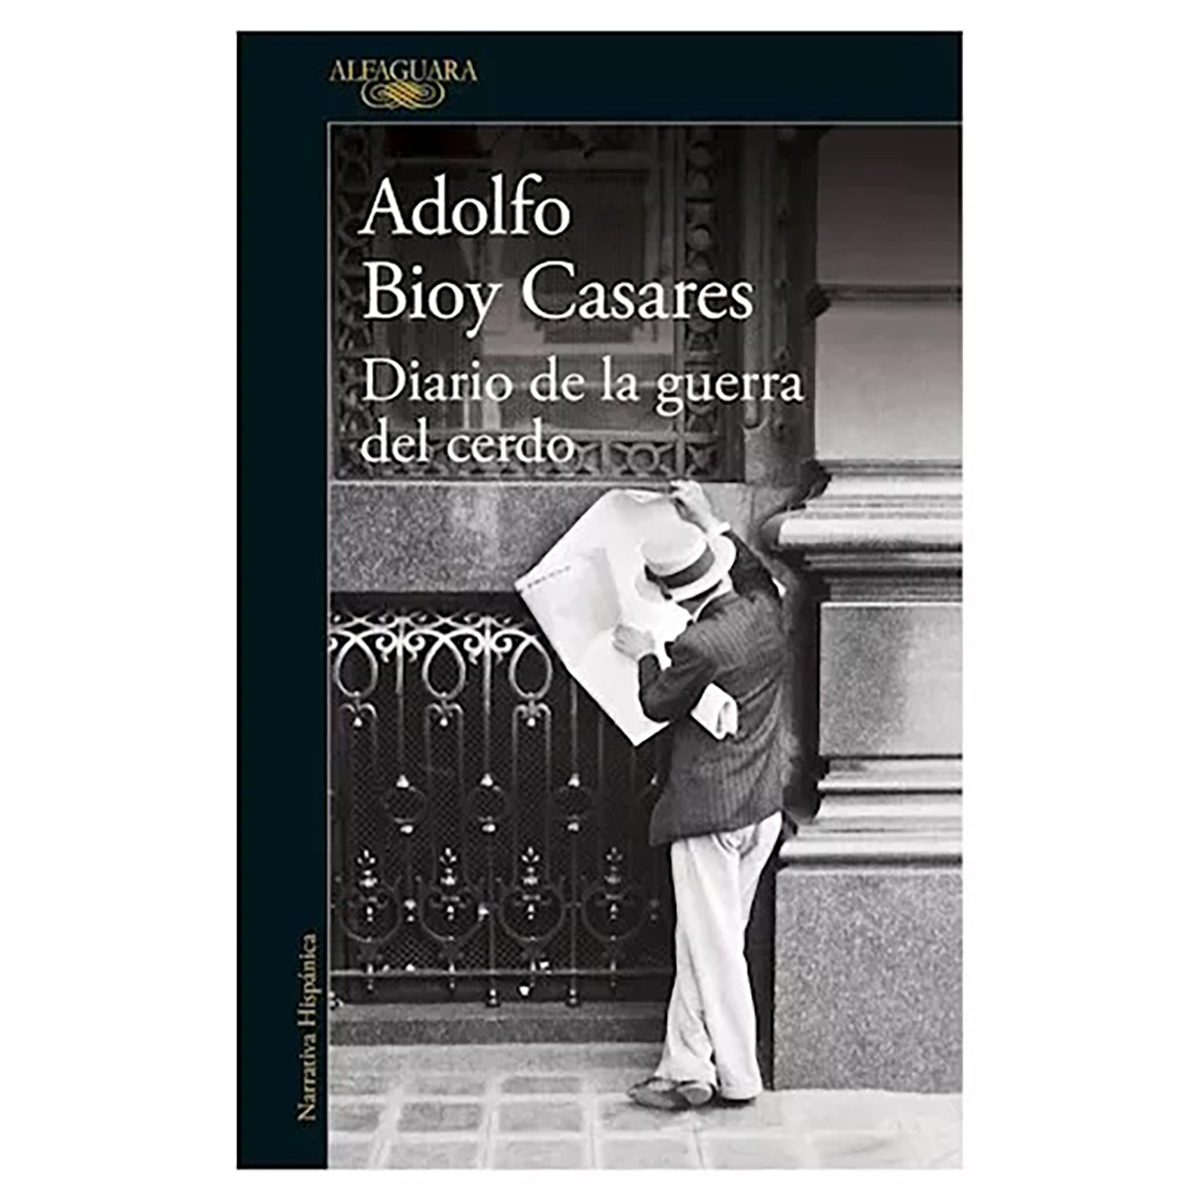 ALFAGUARA
Adolfo
Bioy Casares
Diario de la guerra
del cerdo
Narrativa Hispánica